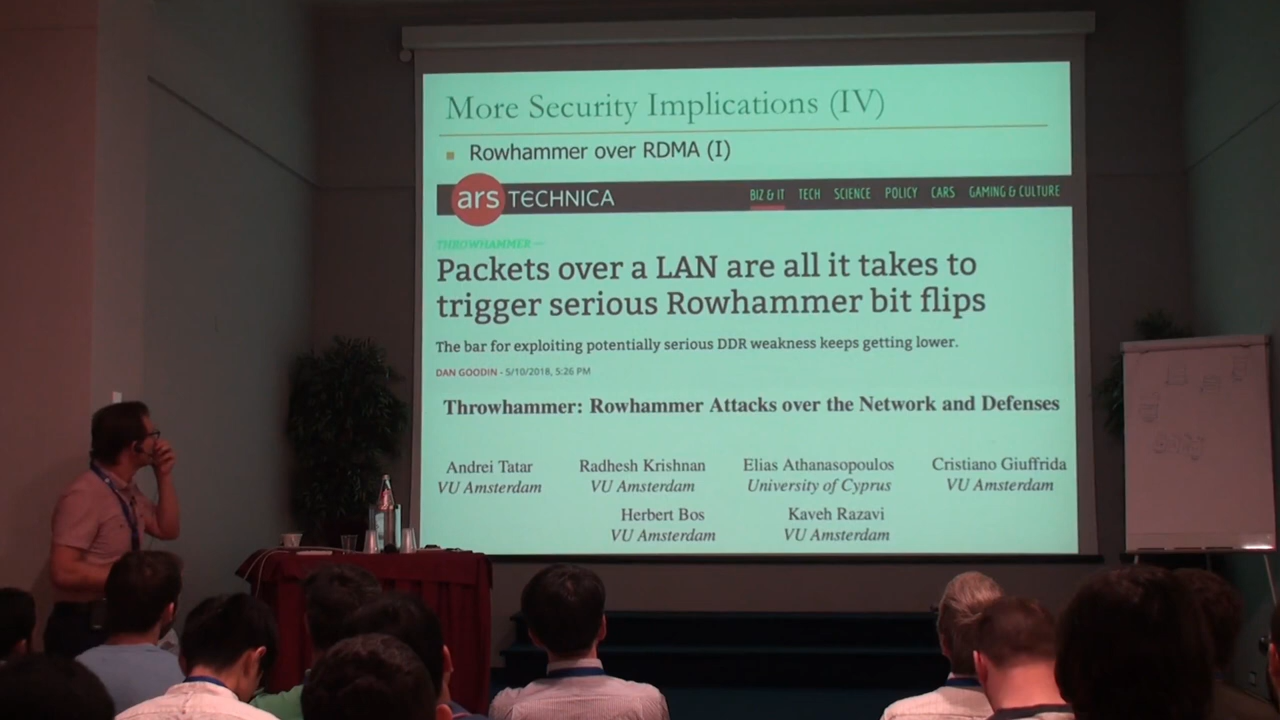 More Security Implications (IV)
Rowhammer over RDMA (I)
ars TECHNICA BIZ & IT TECH SCIENCE POLICY CARS GAMING & CULTURE
THROWHAMMER —
Packets over a LAN are all it takes to
trigger serious Rowhammer bit flips
The bar for exploiting potentially serious DDR weakness keeps getting lower.
DAN GOODIN - 5/10/2018, 5:26 PM
Throwhammer: Rowhammer Attacks over the Network and Defenses
Andrei Tatar Radhesh Krishnan Elias Athanasopoulos Cristiano Giuffrida
VU Amsterdam VU Amsterdam University of Cyprus VU Amsterdam
Herbert Bos Kaveh Razavi
VU Amsterdam VU Amsterdam